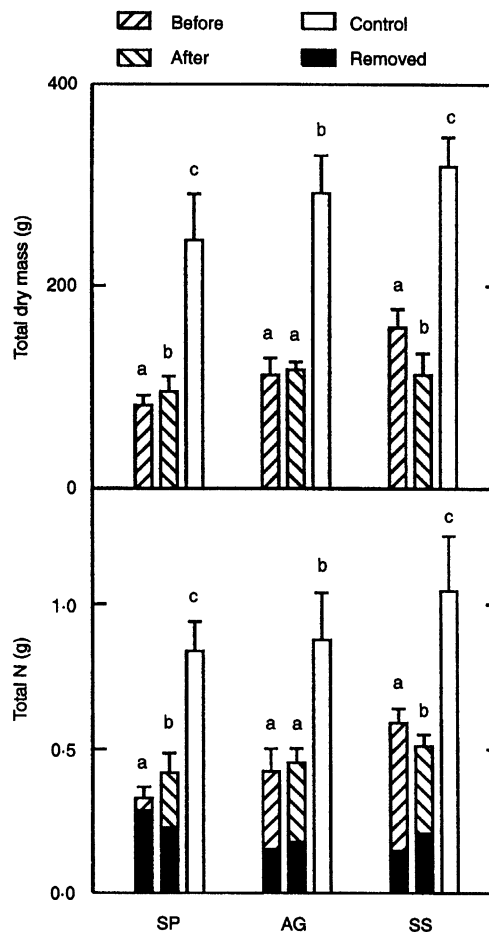 Before Control
After Removed
400
c
b
c
Total dry mass (g)
200
a b
a a
a b
0
c
b
c
Total N (g)
1·0
a b
a a
a b
0·5
0·0
SP AG SS